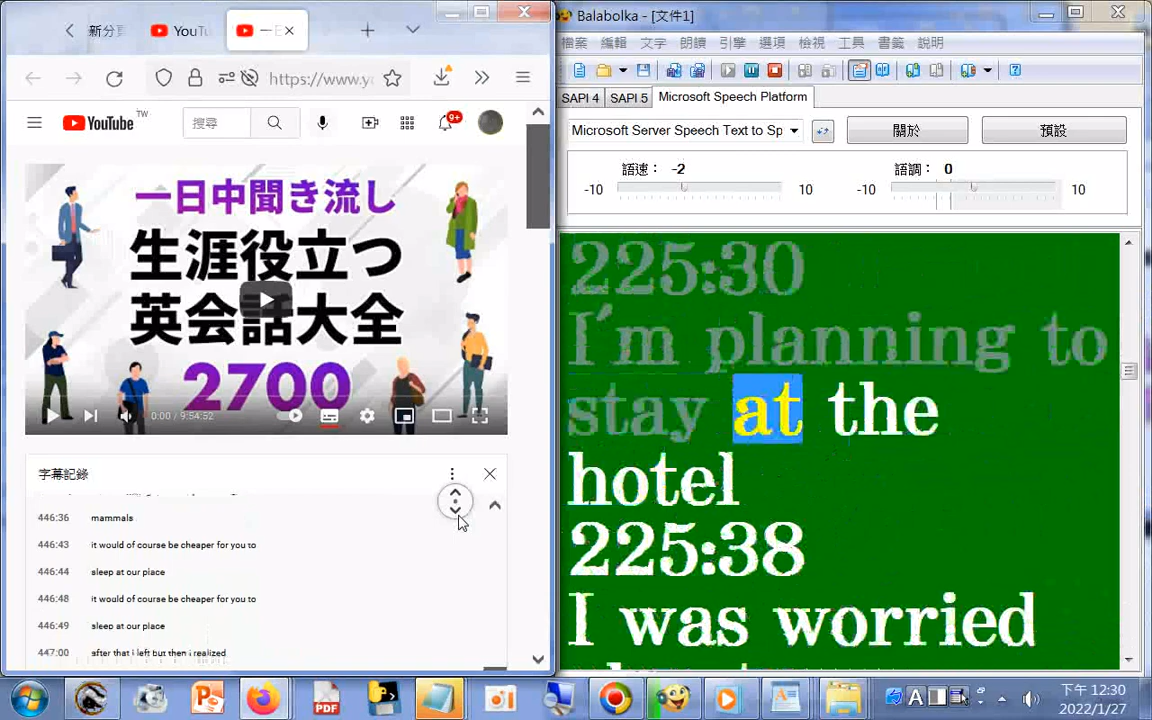 YouTu
https://www.y
YouTube
TW
搜尋
9+
一日中聞き流し
生涯役立つ
英会話大全
2700
0:00 / 9:54:52
字幕記錄
446:36 mammals
446:43 it would of course be cheaper for you to
446:44 sleep at our place
446:48 it would of course be cheaper for you to
446:49 sleep at our place
447:00 after that i left but then i realized
Balabolka - [文件1]
檔案 編輯 文字 朗讀 引擎 選項 檢視 工具 書籤 說明
SAPI 4 SAPI 5 Microsoft Speech Platform
Microsoft Server Speech Text to Sp
關於 預設
語速： -2 語調： 0
-10 10 -10 10
225:30
I'm planning to
stay at the
hotel
225:38
I was worried
PDF
A
下午 12:30
2022/1/27